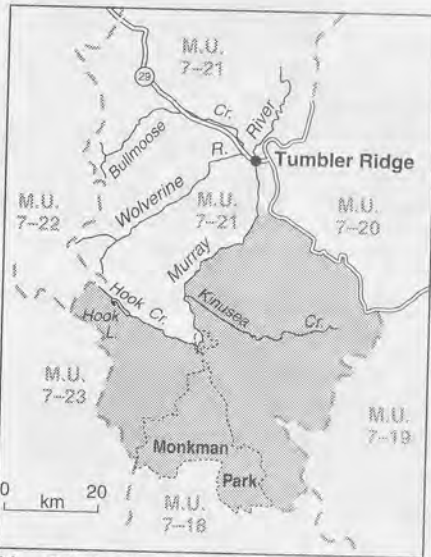 M.U.
7-21
29
Cr.
River
Bullmoose
R.
Tumbler Ridge
M.U.
7-22
Wolverine
M.U.
7-21
M.U.
7-20
Murray
Hook Cr.
Hook
L.
Kinusea
Cr.
M.U.
7-23
M.U.
7-19
Monkman
Park
0 20
km
M.U.
7-18